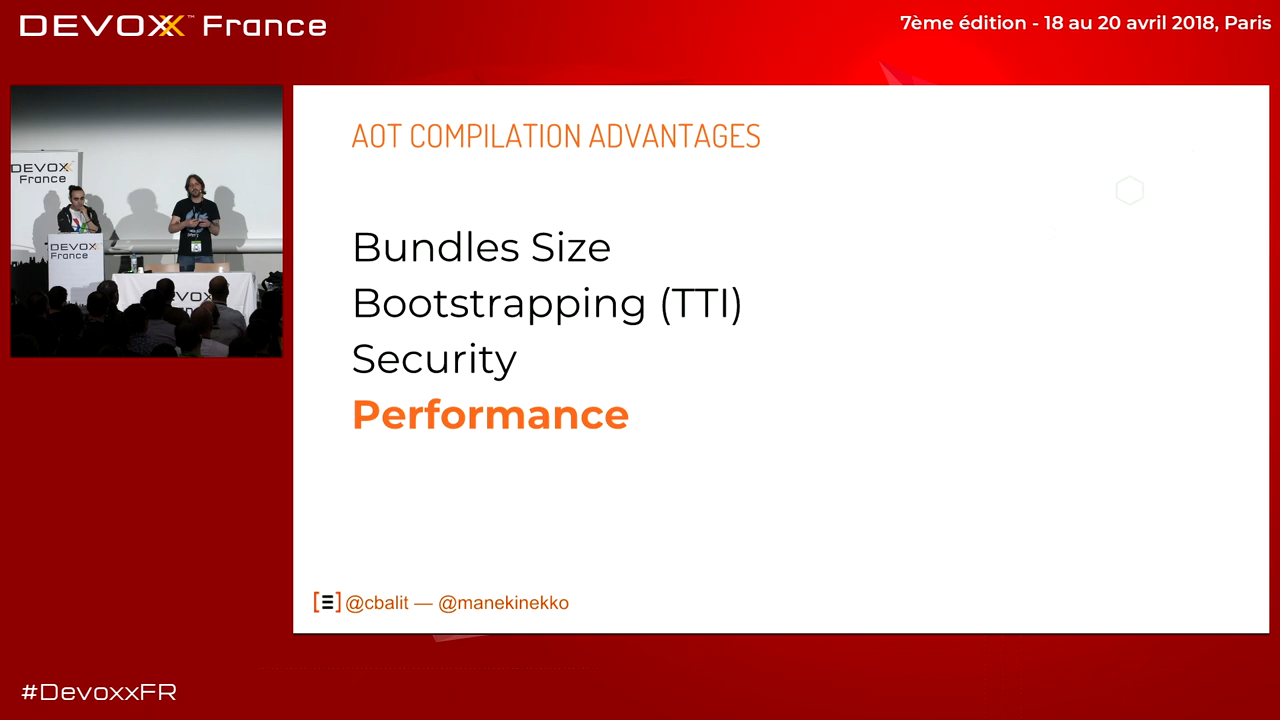 DEVOXX™ France
7ème édition - 18 au 20 avril 2018, Paris
DEVOXX
France
DEVOXX
France
AOT COMPILATION ADVANTAGES
Bundles Size
Bootstrapping (TTI)
Security
Performance
@cbalit — @manekinekko
#DevoxxFR